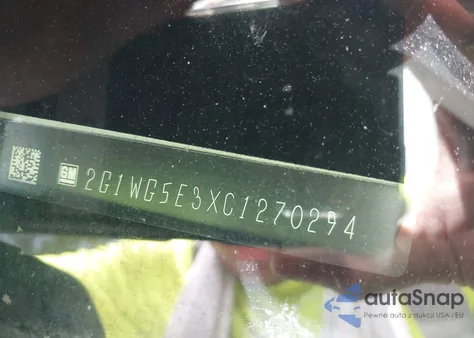 GM 2G1WG5E3XC1270294
autaSnap
Pewne auta z aukcji USA i EU